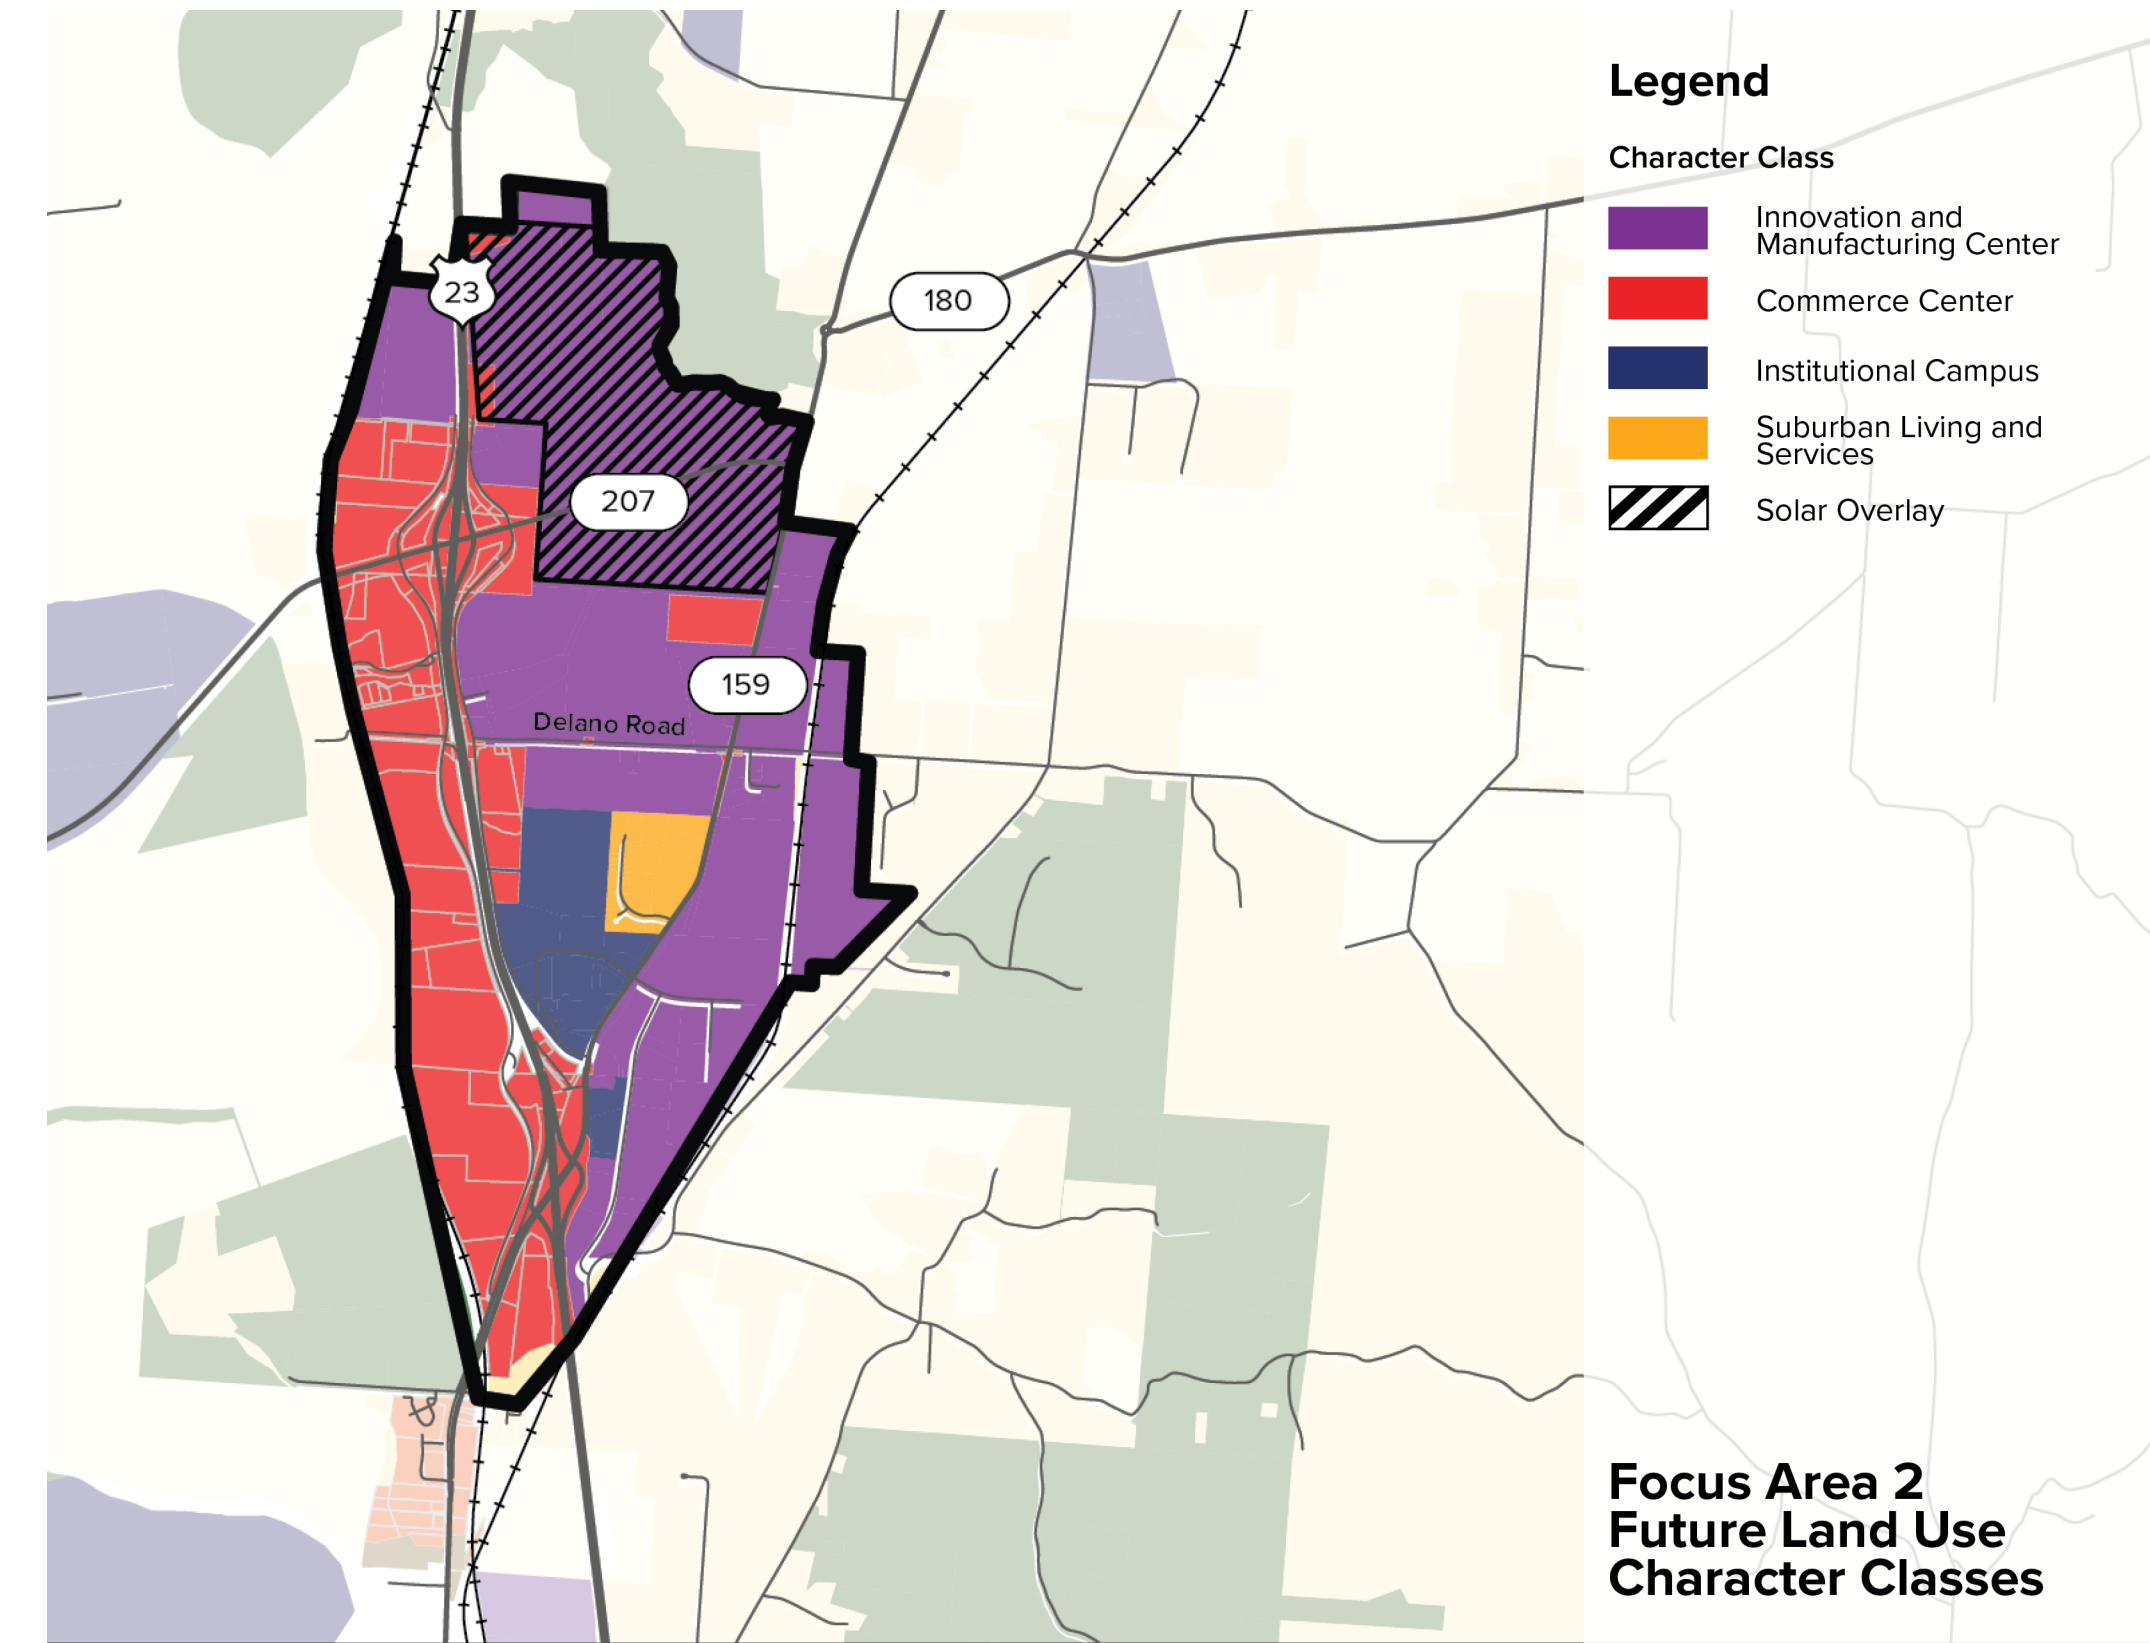 Legend
Character Class
Innovation and
Manufacturing Center
Commerce Center
Institutional Campus
Suburban Living and
Services
Solar Overlay
23
180
207
159
Delano Road
Focus Area 2
Future Land Use
Character Classes